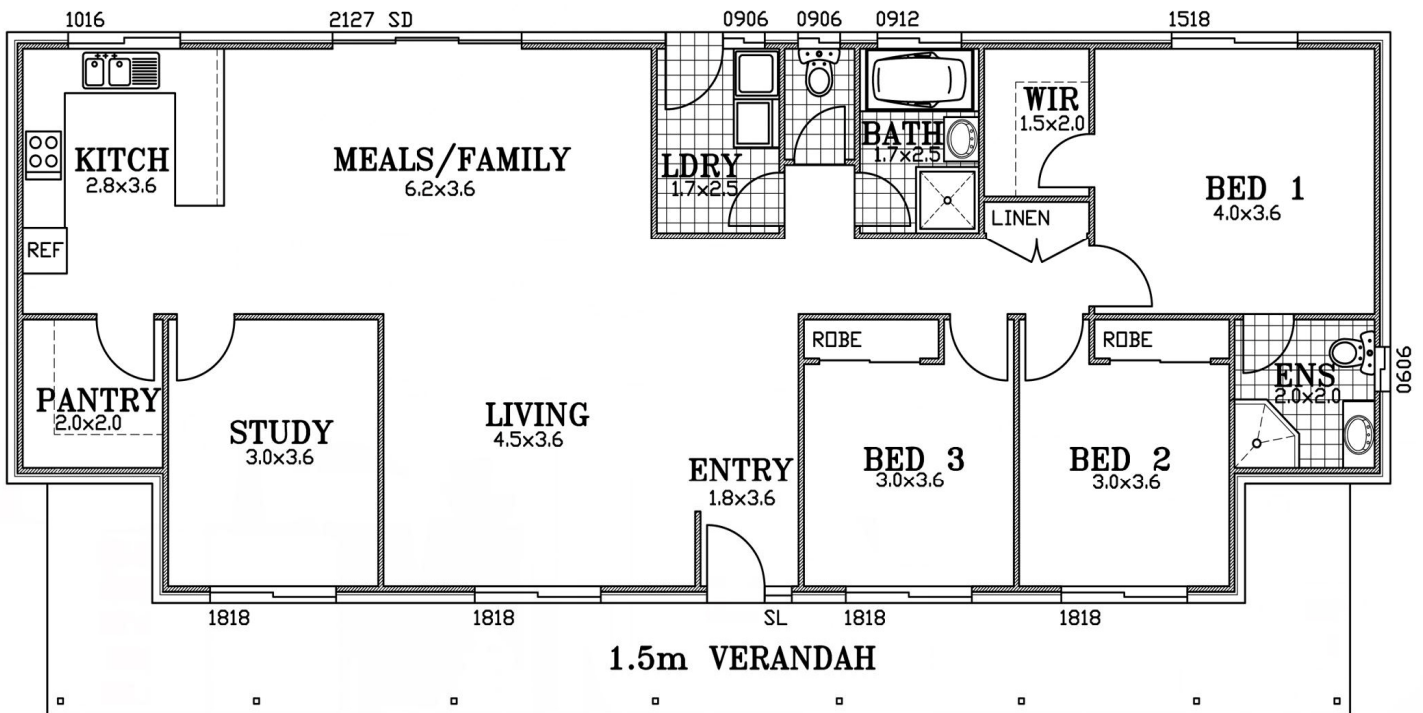 1016
2127 SD
0906
0906
0912
1518
KITCH
2.8x3.6
MEALS/FAMILY
6.2x3.6
LDRY
1.7x2.5
BATH
1.7x2.5
WIR
1.5x2.0
BED 1
4.0x3.6
REF
LINEN
ROBE
ROBE
0606
PANTRY
2.0x2.0
STUDY
3.0x3.6
LIVING
4.5x3.6
ENTRY
1.8x3.6
BED 3
3.0x3.6
BED 2
3.0x3.6
ENS
2.0x2.0
1818
1818
SL
1818
1818
1.5m VERANDAH